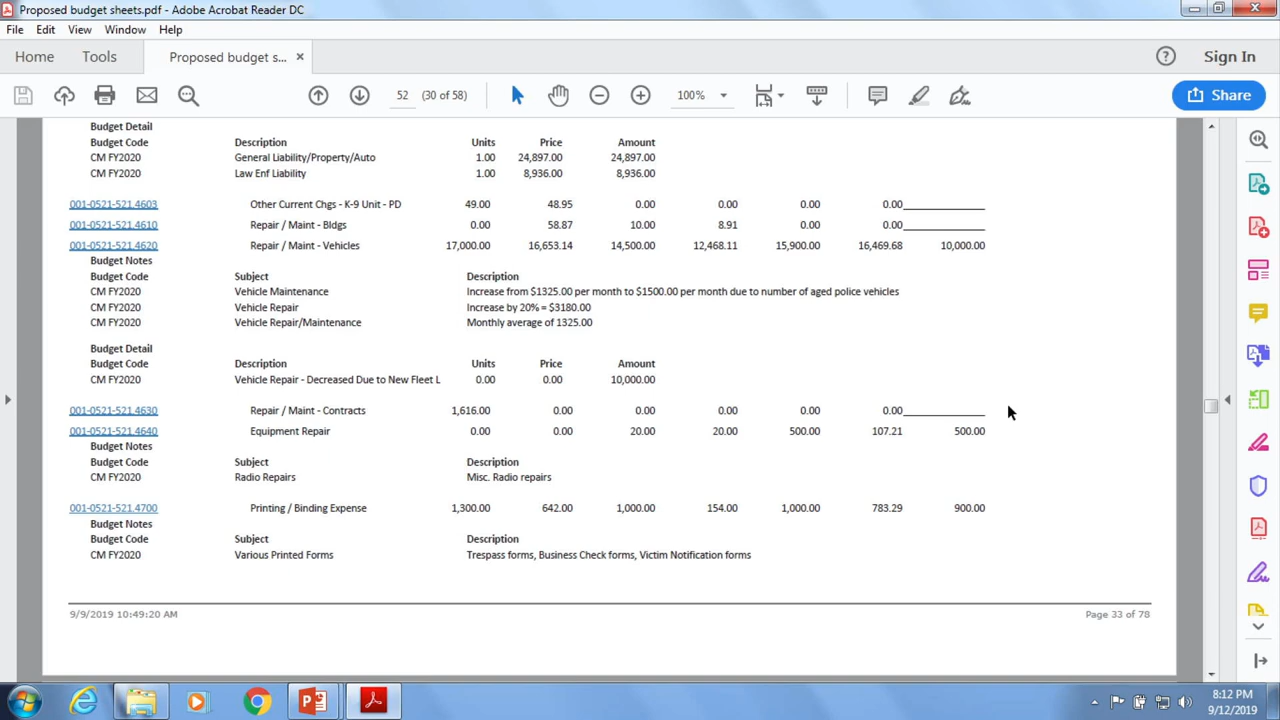 Proposed budget sheets.pdf - Adobe Acrobat Reader DC
File Edit View Window Help
Home Tools Proposed budget s... × Sign In
52 (30 of 58) 100% Share
Budget Detail
Budget Code Description Units Price Amount
CM FY2020 General Liability/Property/Auto 1.00 24,897.00 24,897.00
CM FY2020 Law Enf Liability 1.00 8,936.00 8,936.00
001-0521-521.4603 Other Current Chgs - K-9 Unit - PD 49.00 48.95 0.00 0.00 0.00 0.00
001-0521-521.4610 Repair / Maint - Bldgs 0.00 58.87 10.00 8.91 0.00 0.00
001-0521-521.4620 Repair / Maint - Vehicles 17,000.00 16,653.14 14,500.00 12,468.11 15,900.00 16,469.68 10,000.00
Budget Notes
Budget Code Subject Description
CM FY2020 Vehicle Maintenance Increase from $1325.00 per month to $1500.00 per month due to number of aged police vehicles
CM FY2020 Vehicle Repair Increase by 20% = $3180.00
CM FY2020 Vehicle Repair/Maintenance Monthly average of 1325.00
Budget Detail
Budget Code Description Units Price Amount
CM FY2020 Vehicle Repair - Decreased Due to New Fleet L 0.00 0.00 10,000.00
001-0521-521.4630 Repair / Maint - Contracts 1,616.00 0.00 0.00 0.00 0.00 0.00
001-0521-521.4640 Equipment Repair 0.00 0.00 20.00 20.00 500.00 107.21 500.00
Budget Notes
Budget Code Subject Description
CM FY2020 Radio Repairs Misc. Radio repairs
001-0521-521.4700 Printing / Binding Expense 1,300.00 642.00 1,000.00 154.00 1,000.00 783.29 900.00
Budget Notes
Budget Code Subject Description
CM FY2020 Various Printed Forms Trespass forms, Business Check forms, Victim Notification forms
9/9/2019 10:49:20 AM Page 33 of 78
8:12 PM
9/12/2019